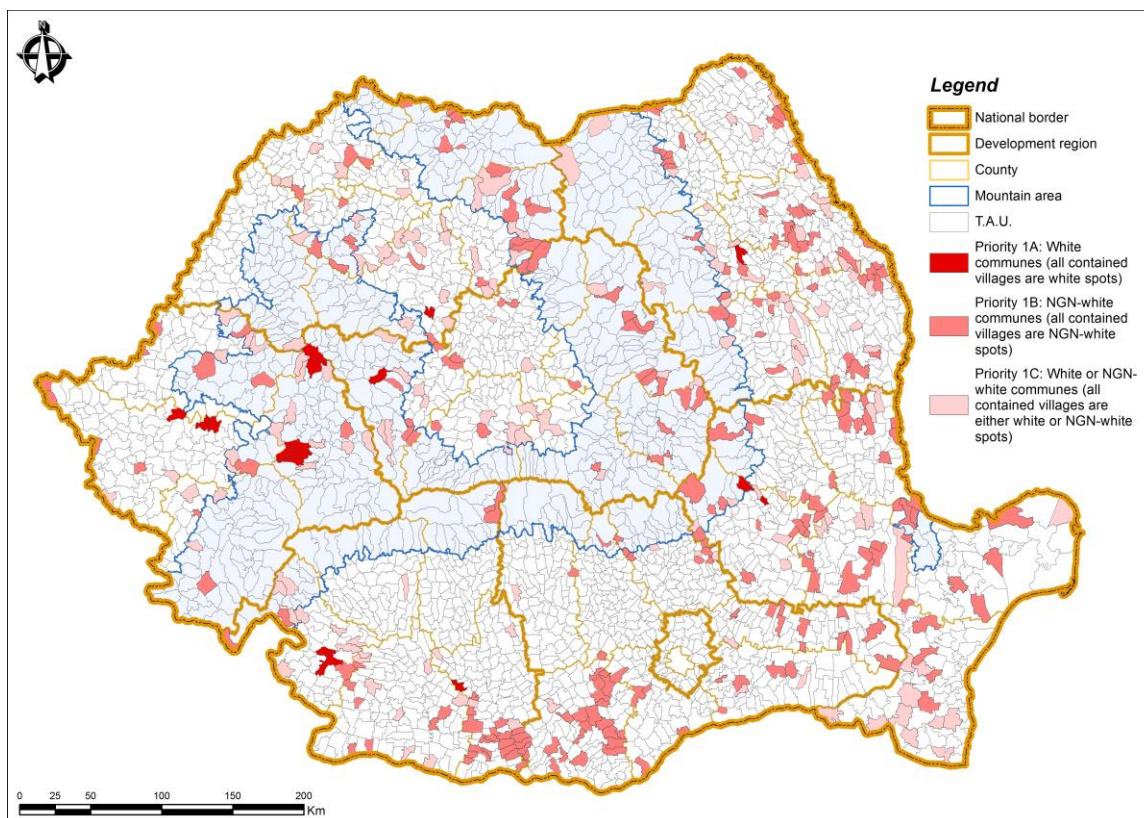 N
Legend
National border
Development region
County
Mountain area
T.A.U.
Priority 1A: White
communes (all contained
villages are white spots)
Priority 1B: NGN-white
communes (all contained
villages are NGN-white
spots)
Priority 1C: White or NGN-
white communes (all
contained villages are
either white or NGN-white
spots)
0 25 50 100 150 200
Km